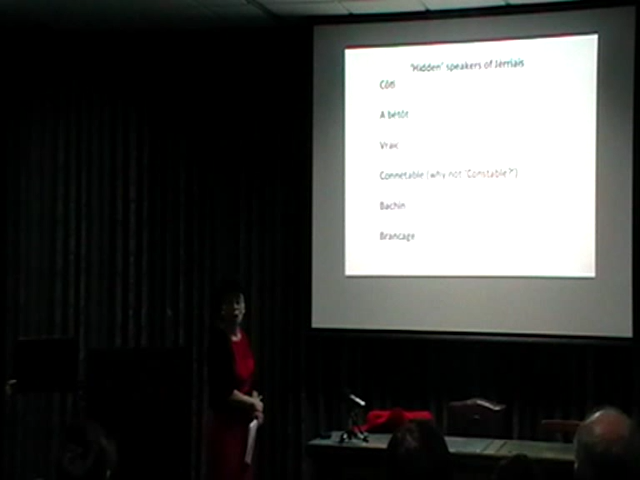 "Hidden" speakers of Jerriais
Côti
A bétôt
Vraic
Connetable (why not 'Constable?')
Bachin
Brancage